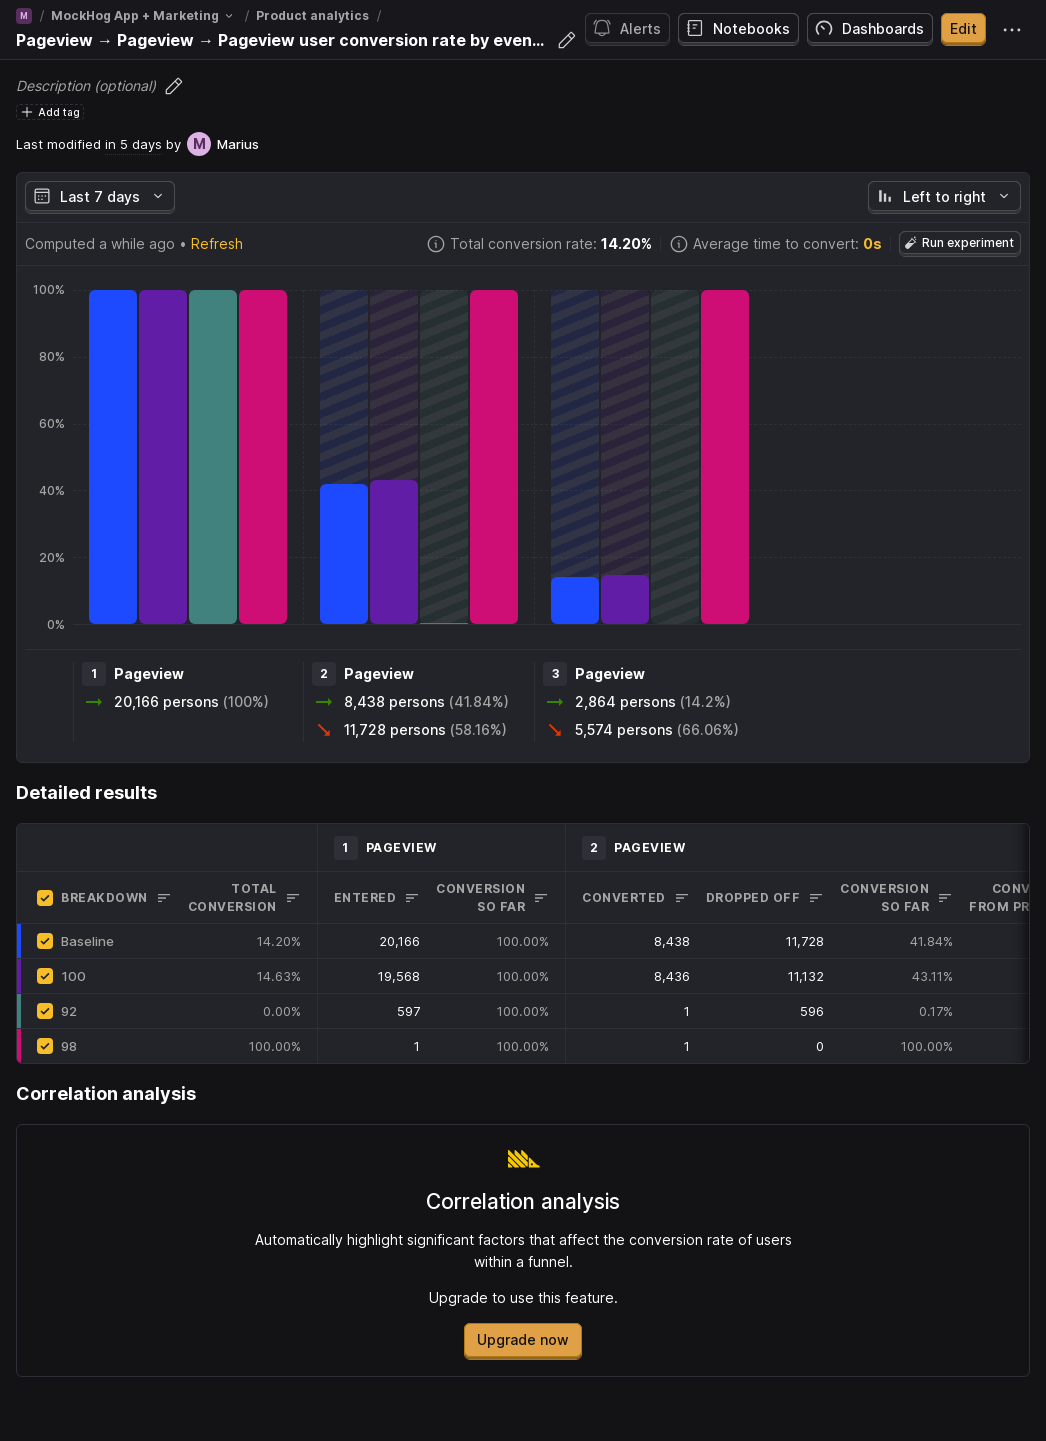 M / MockHog App + Marketing / Product analytics /
Pageview → Pageview → Pageview user conversion rate by even...
Alerts
Notebooks
Dashboards
Edit
Description (optional)
Add tag
Last modified in 5 days by M Marius
Last 7 days
Left to right
Computed a while ago • Refresh
Total conversion rate: 14.20%
Average time to convert: 0s
Run experiment
100%
80%
60%
40%
20%
0%
1 Pageview
20,166 persons (100%)
2 Pageview
8,438 persons (41.84%)
11,728 persons (58.16%)
3 Pageview
2,864 persons (14.2%)
5,574 persons (66.06%)
Detailed results
1 PAGEVIEW
2 PAGEVIEW
BREAKDOWN
TOTAL
CONVERSION
ENTERED
CONVERSION
SO FAR
CONVERTED
DROPPED OFF
CONVERSION
SO FAR
CONV
FROM PR
Baseline 14.20% 20,166 100.00% 8,438 11,728 41.84%
100 14.63% 19,568 100.00% 8,436 11,132 43.11%
92 0.00% 597 100.00% 1 596 0.17%
98 100.00% 1 100.00% 1 0 100.00%
Correlation analysis
Correlation analysis
Automatically highlight significant factors that affect the conversion rate of users
within a funnel.
Upgrade to use this feature.
Upgrade now